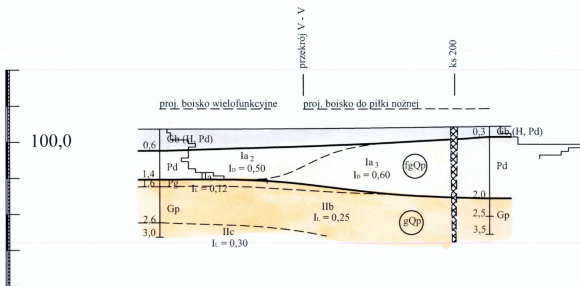 przekrój V - V
ks 200
proj. boisko wielofunkcyjne
proj. boisko do piłki nożnej
100,0
0,6
Gb (H, Pd)
0,3
Gb (H, Pd)
Ia2
ID = 0,50
Ia3
ID = 0,60
fgQp
Pd
Pd
1,4
1,6
Pg
IIa
IL = 0,12
2,0
Gp
IIb
IL = 0,25
gQp
Gp
2,5
3,5
2,6
3,0
IIc
IL = 0,30